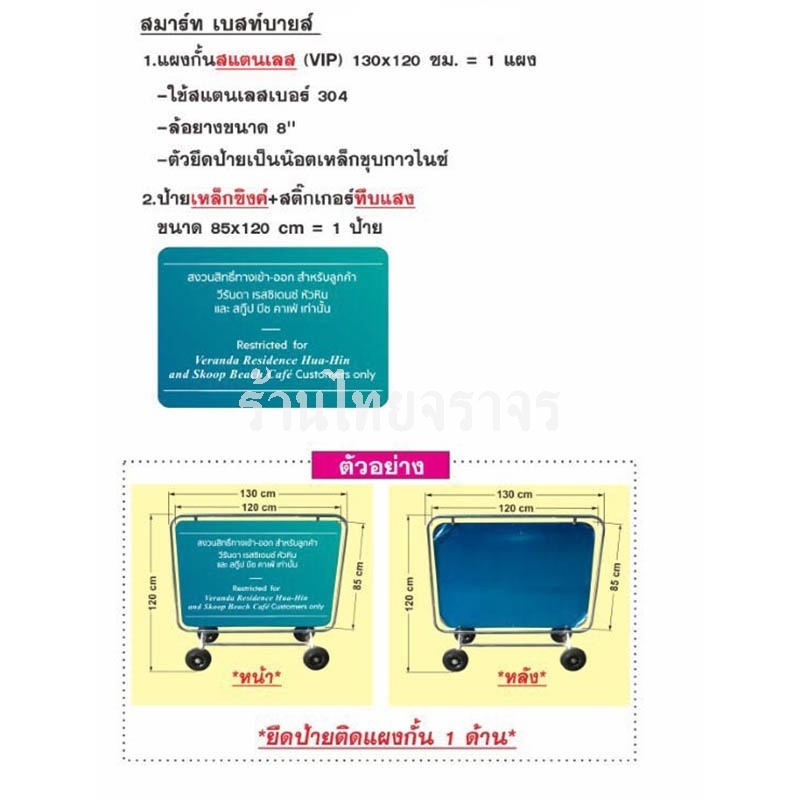 สมาร์ท เบสท์บายส์
1.แผงกั้นสแตนเลส (VIP) 130x120 ซม. = 1 แผง
-ใช้สแตนเลสเบอร์ 304
-ล้อยางขนาด 8''
-ตัวยึดป้ายเป็นน๊อตเหล็กชุบกาวไนซ์
2.ป้ายเหล็กซิงค์+สติ๊กเกอร์ทึบแสง
ขนาด 85x120 cm = 1 ป้าย
สงวนสิทธิ์ทางเข้า-ออก สำหรับลูกค้า
วีรันดา เรสซิเดนซ์ หัวหิน
และ สกู๊ป บีช คาเฟ่ เท่านั้น
Restricted for
Veranda Residence Hua-Hin
and Skoop Beach Café Customers only
ร้านไทยจราจร
ตัวอย่าง
130 cm
120 cm
120 cm
85 cm
สงวนสิทธิ์ทางเข้า-ออก สำหรับลูกค้า
วีรันดา เรสซิเดนซ์ หัวหิน
และ สกู๊ป บีช คาเฟ่ เท่านั้น
Restricted for
Veranda Residence Hua-Hin
and Skoop Beach Café Customers only
*หน้า*
130 cm
120 cm
120 cm
85 cm
*หลัง*
*ยึดป้ายติดแผงกั้น 1 ด้าน*